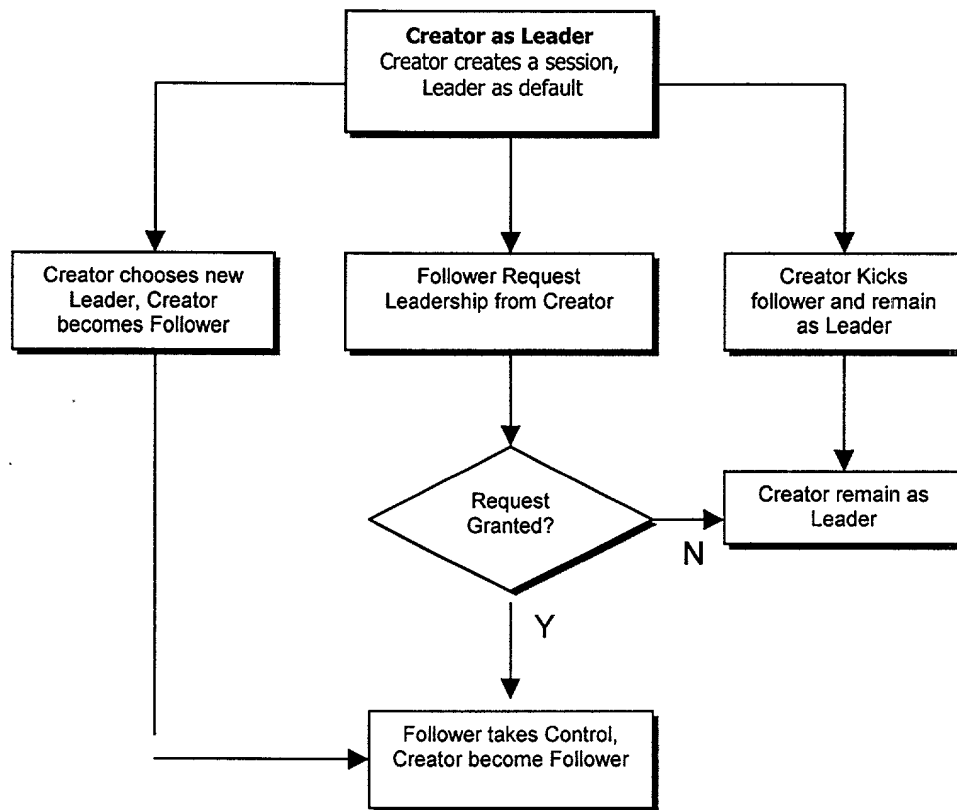 Creator as Leader
Creator creates a session,
Leader as default
Creator chooses new
Leader, Creator
becomes Follower
Follower Request
Leadership from Creator
Creator Kicks
follower and remain
as Leader
Request
Granted?
N
Creator remain as
Leader
Y
Follower takes Control,
Creator become Follower